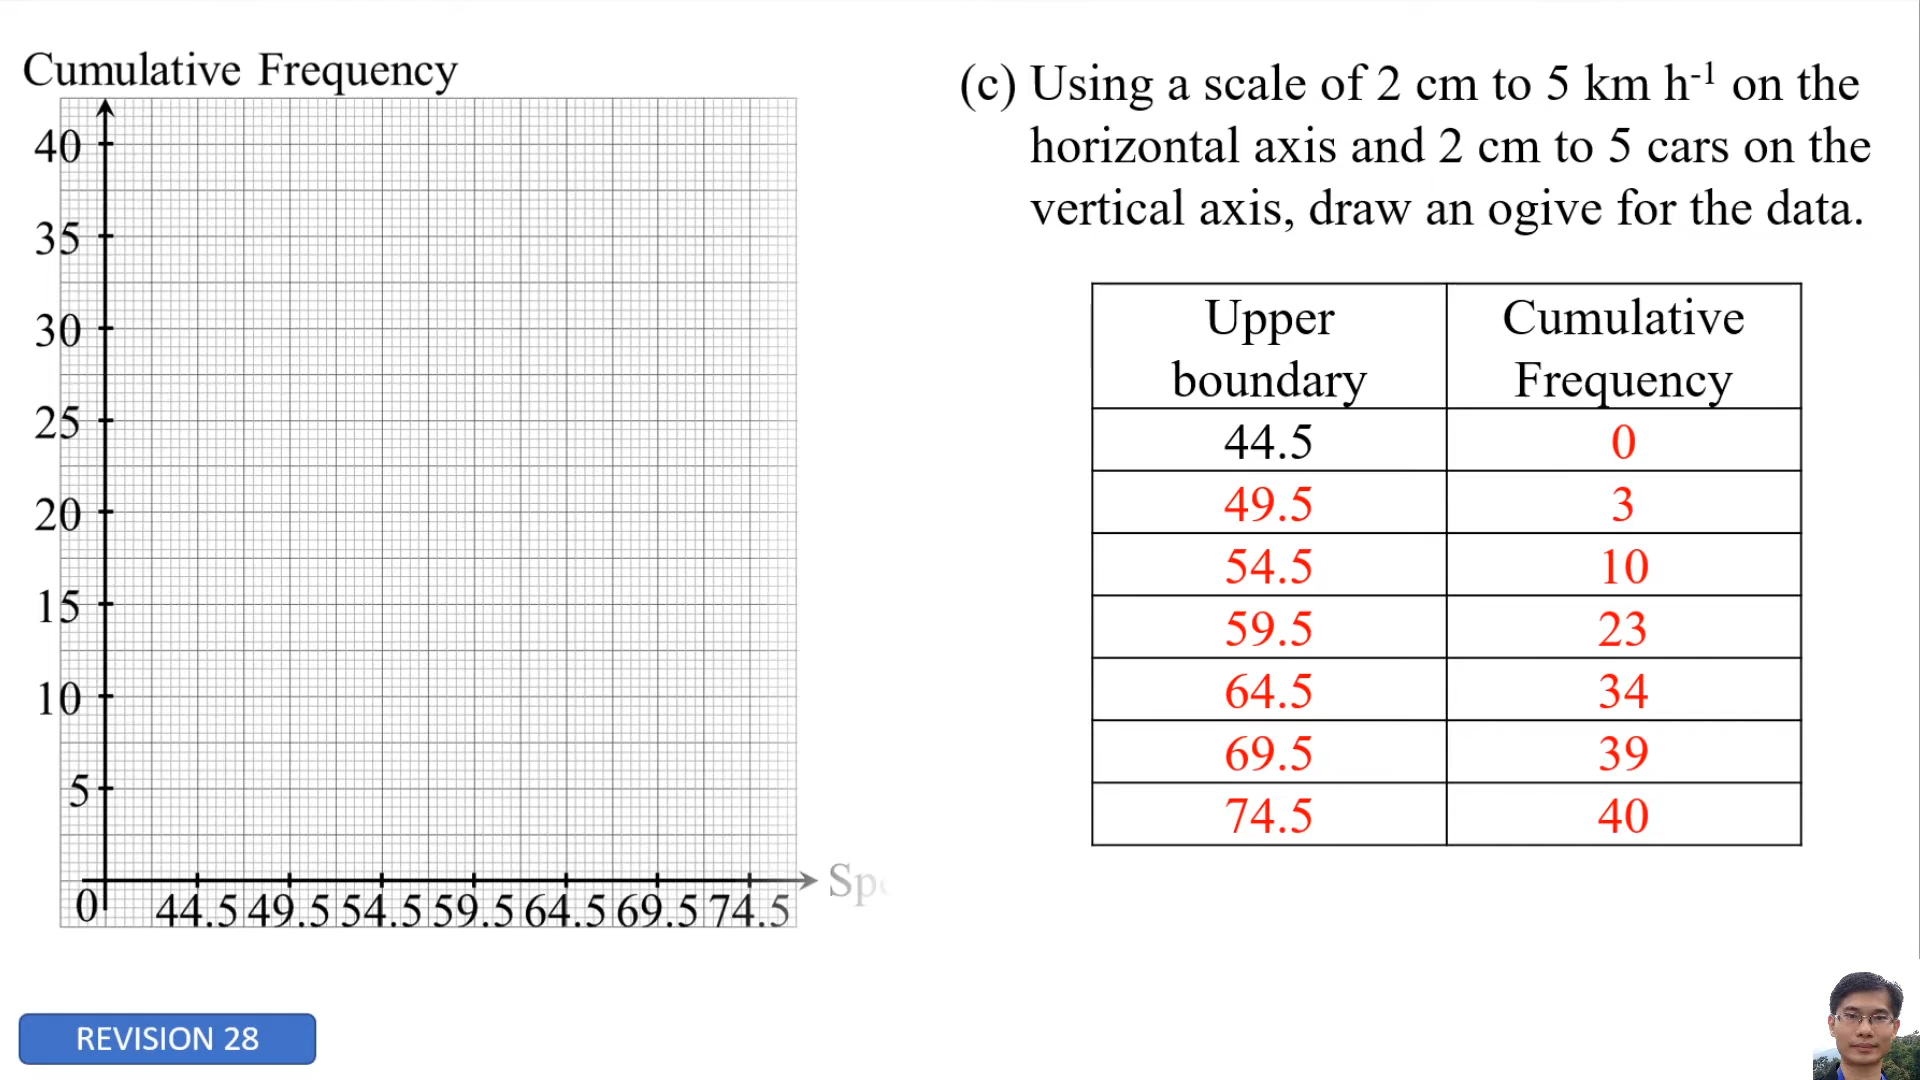 Cumulative Frequency
40
35
30
25
20
15
10
5
0 44.5 49.5 54.5 59.5 64.5 69.5 74.5
(c) Using a scale of 2 cm to 5 km h⁻¹ on the
horizontal axis and 2 cm to 5 cars on the
vertical axis, draw an ogive for the data.
Upper boundary Cumulative Frequency
44.5 0
49.5 3
54.5 10
59.5 23
64.5 34
69.5 39
74.5 40
REVISION 28